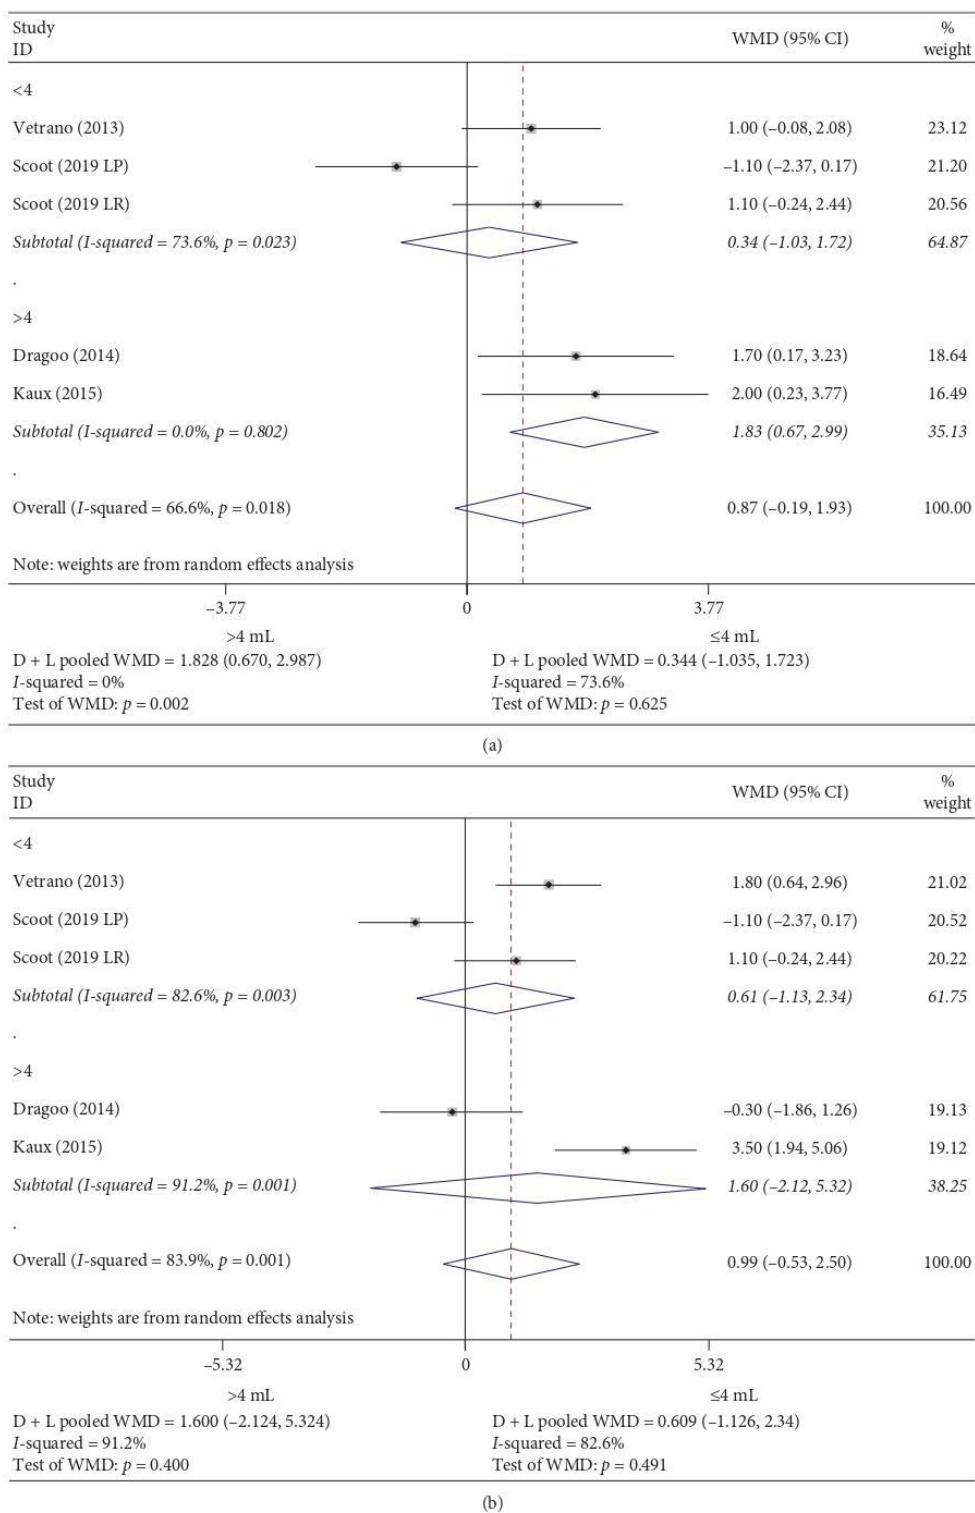 Study
ID
WMD (95% CI)
%
weight
<4
Vetrano (2013) 1.00 (–0.08, 2.08) 23.12
Scoot (2019 LP) –1.10 (–2.37, 0.17) 21.20
Scoot (2019 LR) 1.10 (–0.24, 2.44) 20.56
Subtotal (I-squared = 73.6%, p = 0.023) 0.34 (–1.03, 1.72) 64.87
.
>4
Dragoo (2014) 1.70 (0.17, 3.23) 18.64
Kaux (2015) 2.00 (0.23, 3.77) 16.49
Subtotal (I-squared = 0.0%, p = 0.802) 1.83 (0.67, 2.99) 35.13
.
Overall (I-squared = 66.6%, p = 0.018) 0.87 (–0.19, 1.93) 100.00
Note: weights are from random effects analysis
–3.77 0 3.77
>4 mL ≤4 mL
D + L pooled WMD = 1.828 (0.670, 2.987) D + L pooled WMD = 0.344 (–1.035, 1.723)
I-squared = 0% I-squared = 73.6%
Test of WMD: p = 0.002 Test of WMD: p = 0.625
(a)
Study
ID
WMD (95% CI)
%
weight
<4
Vetrano (2013) 1.80 (0.64, 2.96) 21.02
Scoot (2019 LP) –1.10 (–2.37, 0.17) 20.52
Scoot (2019 LR) 1.10 (–0.24, 2.44) 20.22
Subtotal (I-squared = 82.6%, p = 0.003) 0.61 (–1.13, 2.34) 61.75
.
>4
Dragoo (2014) –0.30 (–1.86, 1.26) 19.13
Kaux (2015) 3.50 (1.94, 5.06) 19.12
Subtotal (I-squared = 91.2%, p = 0.001) 1.60 (–2.12, 5.32) 38.25
.
Overall (I-squared = 83.9%, p = 0.001) 0.99 (–0.53, 2.50) 100.00
Note: weights are from random effects analysis
–5.32 0 5.32
>4 mL ≤4 mL
D + L pooled WMD = 1.600 (–2.124, 5.324) D + L pooled WMD = 0.609 (–1.126, 2.34)
I-squared = 91.2% I-squared = 82.6%
Test of WMD: p = 0.400 Test of WMD: p = 0.491
(b)